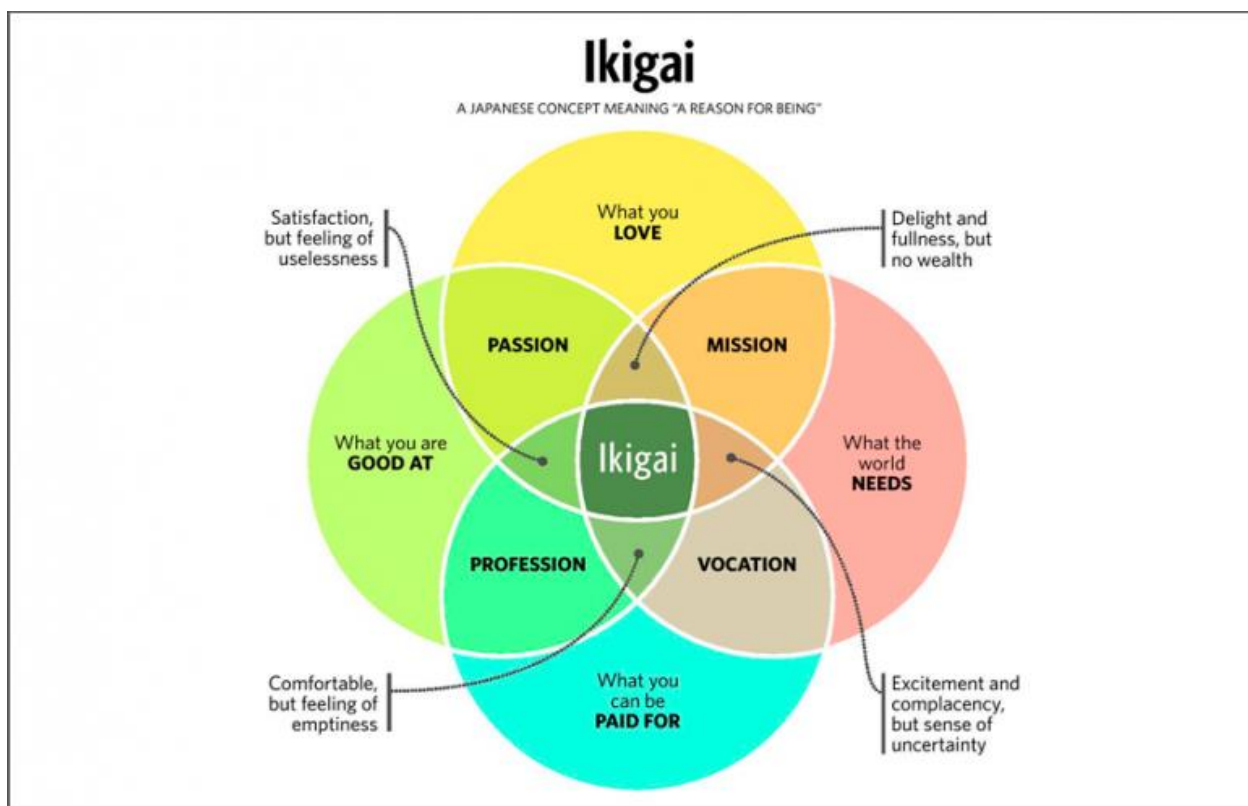 Ikigai
A JAPANESE CONCEPT MEANING “A REASON FOR BEING”
What you
LOVE
Satisfaction,
but feeling of
uselessness
Delight and
fullness, but
no wealth
PASSION
MISSION
What you are
GOOD AT
Ikigai
What the
world
NEEDS
PROFESSION
VOCATION
Comfortable,
but feeling of
emptiness
What you
can be
PAID FOR
Excitement and
complacency,
but sense of
uncertainty